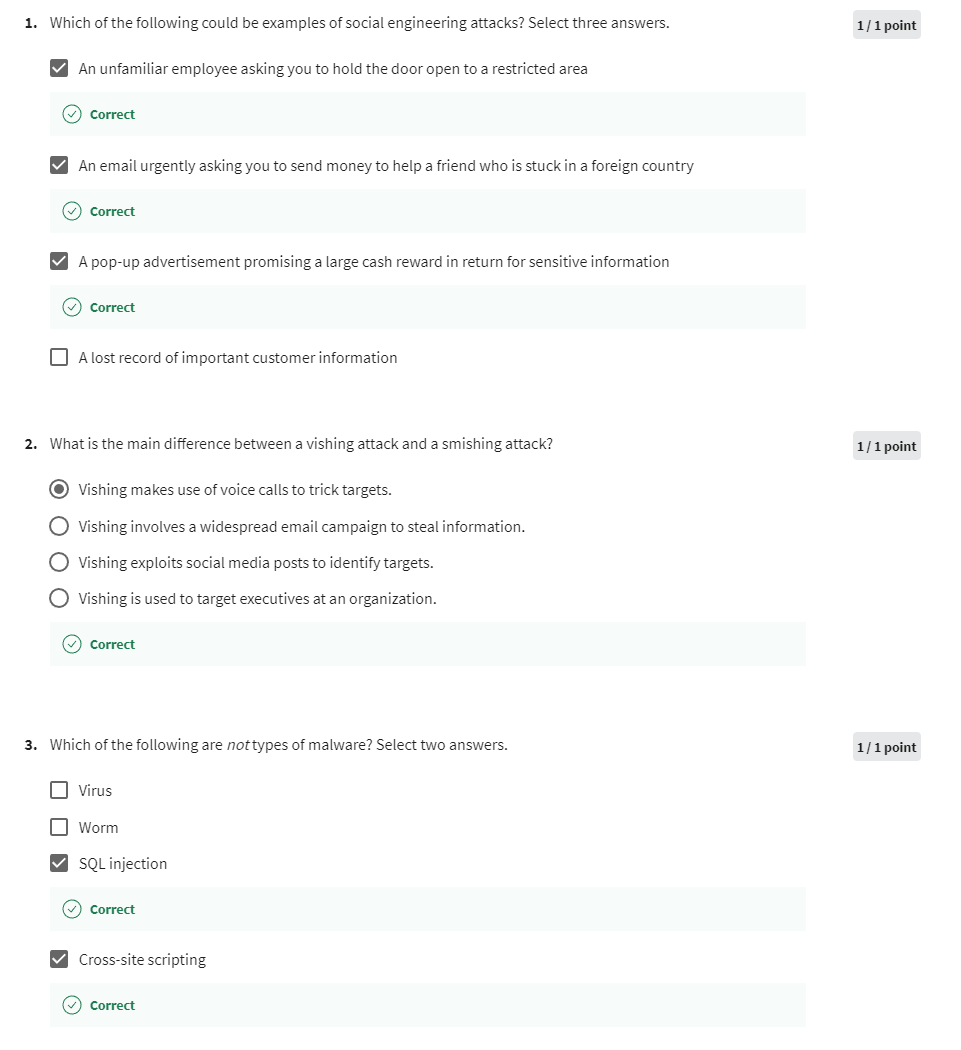 1. Which of the following could be examples of social engineering attacks? Select three answers. 1 / 1 point
An unfamiliar employee asking you to hold the door open to a restricted area
Correct
An email urgently asking you to send money to help a friend who is stuck in a foreign country
Correct
A pop-up advertisement promising a large cash reward in return for sensitive information
Correct
A lost record of important customer information
2. What is the main difference between a vishing attack and a smishing attack? 1 / 1 point
Vishing makes use of voice calls to trick targets.
Vishing involves a widespread email campaign to steal information.
Vishing exploits social media posts to identify targets.
Vishing is used to target executives at an organization.
Correct
3. Which of the following are not types of malware? Select two answers. 1 / 1 point
Virus
Worm
SQL injection
Correct
Cross-site scripting
Correct